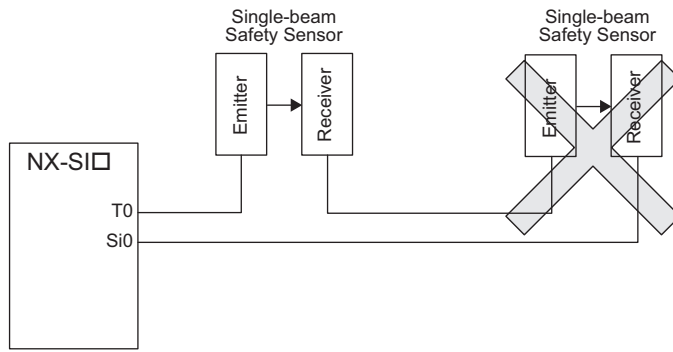 Single-beam
Safety Sensor
Single-beam
Safety Sensor
Emitter
Receiver
Emitter
Receiver
NX-SI□
T0
Si0